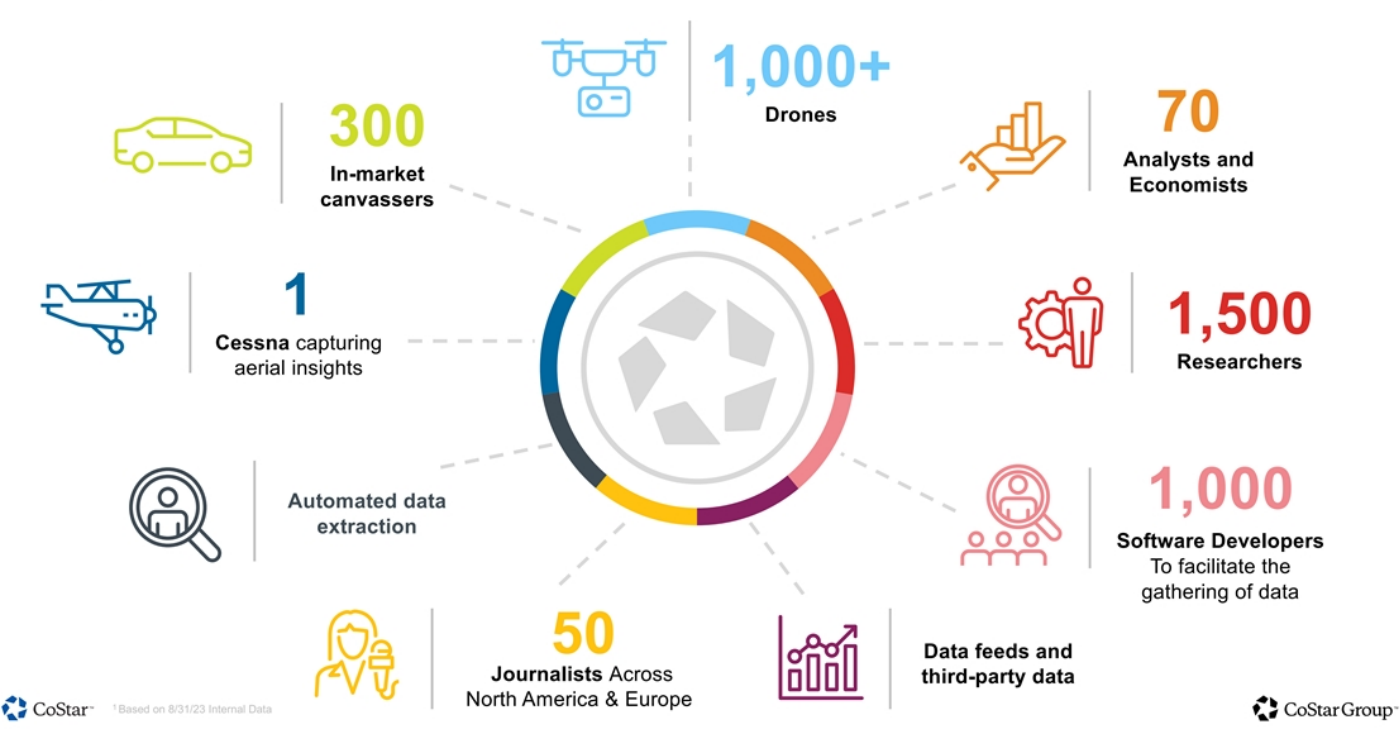 1,000+
Drones
300
In-market
canvassers
70
Analysts and
Economists
1
Cessna capturing
aerial insights
1,500
Researchers
Automated data
extraction
1,000
Software Developers
To facilitate the
gathering of data
50
Journalists Across
North America & Europe
Data feeds and
third-party data
CoStar™
¹ Based on 8/31/23 Internal Data
CoStar Group™